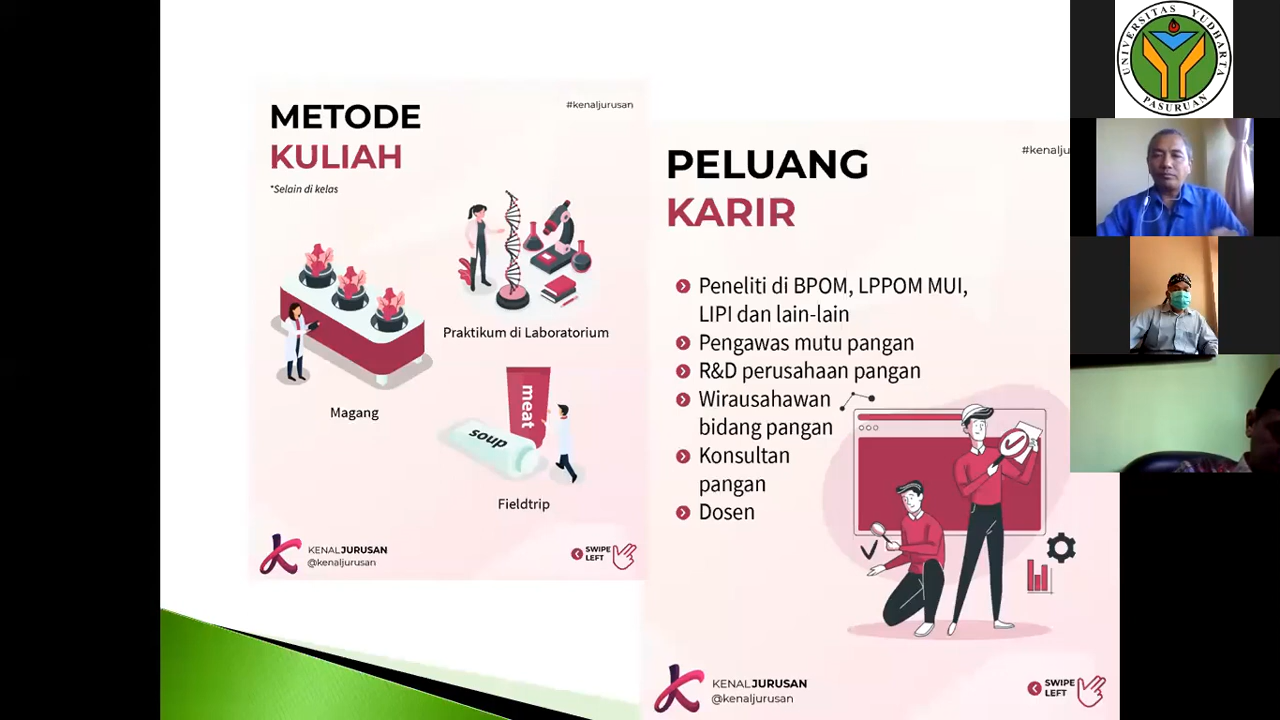 METODE
KULIAH
*Selain di kelas
#kenaljurusan
Praktikum di Laboratorium
Magang
meat
soup
Fieldtrip
KENALJURUSAN
@kenaljurusan
SWIPE
LEFT
PELUANG
KARIR
#kenalju
Peneliti di BPOM, LPPOM MUI,
LIPI dan lain-lain
Pengawas mutu pangan
R&D perusahaan pangan
Wirausahawan
bidang pangan
Konsultan
pangan
Dosen
KENALJURUSAN
@kenaljurusan
SWIPE
LEFT
UNIVERSITAS YUDHARTA
PASURUAN